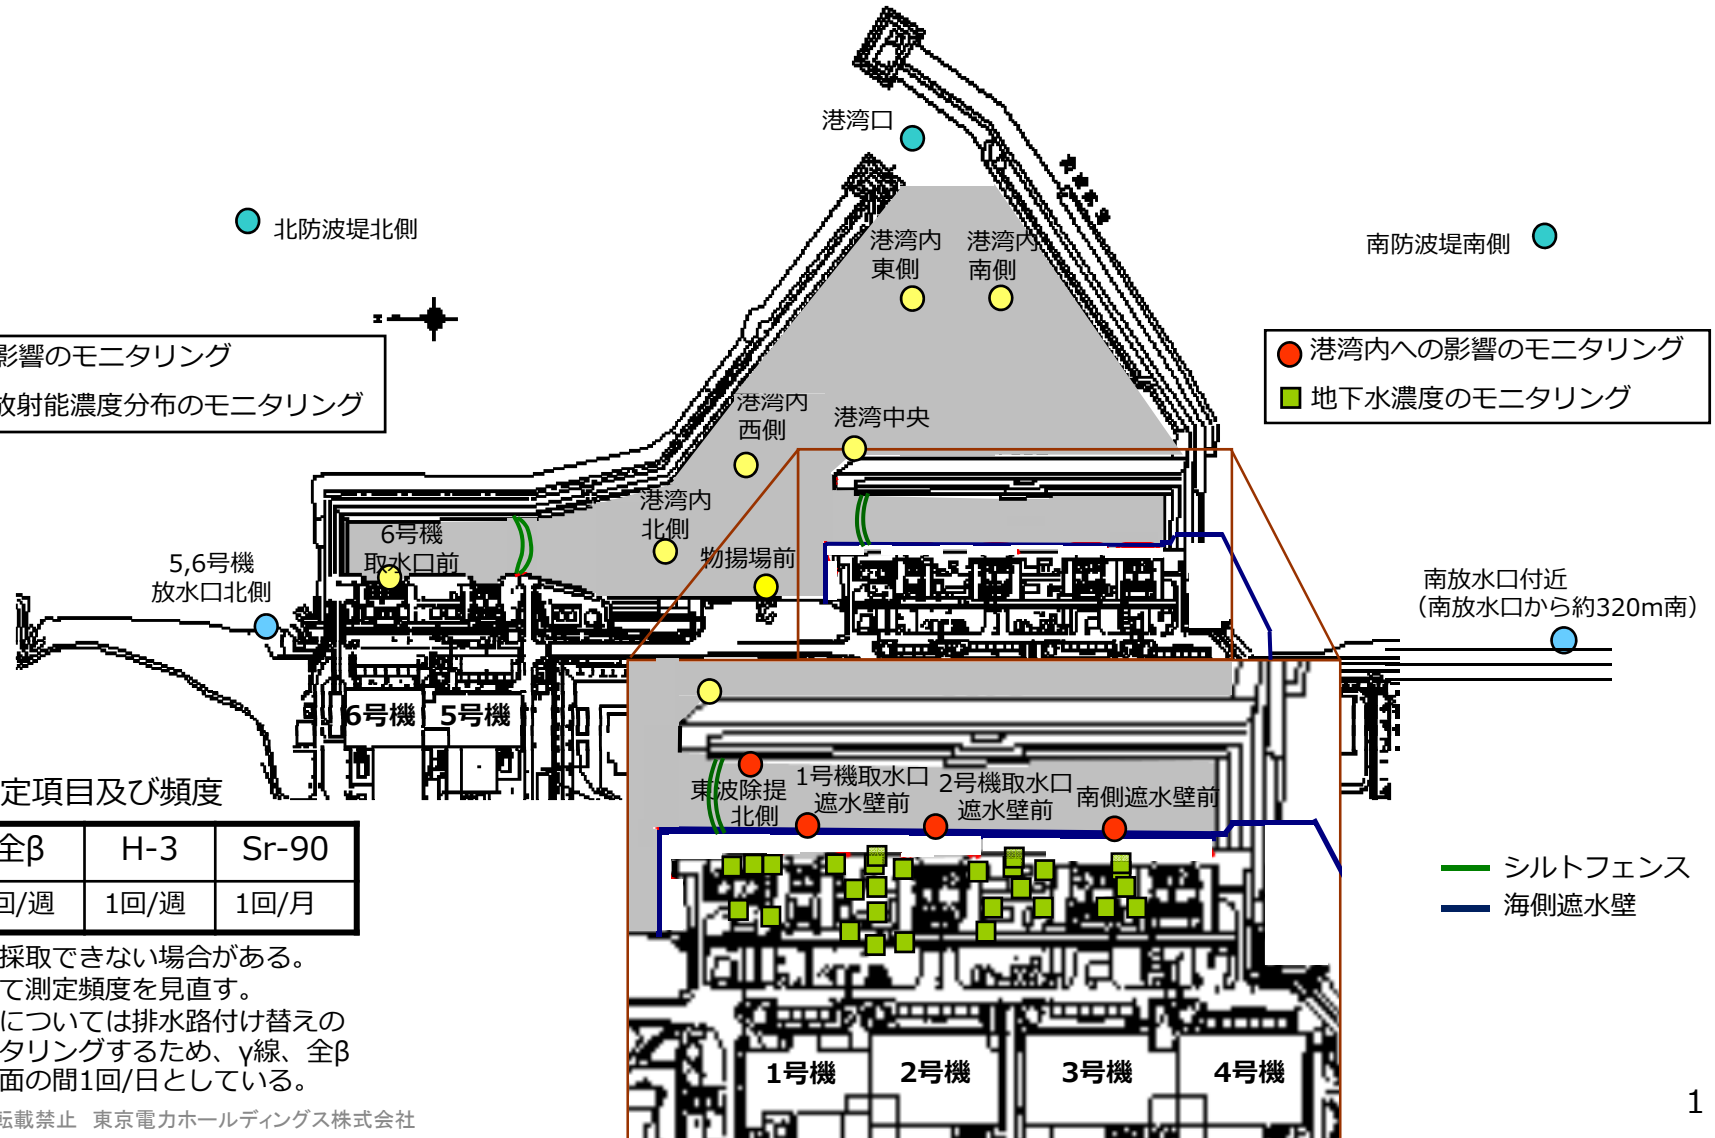 港湾口
北防波堤北側
南防波堤南側
港湾内
東側
港湾内
南側
影響のモニタリング
放射能濃度分布のモニタリング
港湾内への影響のモニタリング
地下水濃度のモニタリング
港湾内
西側
港湾中央
港湾内
北側
物揚場前
6号機
取水口前
5,6号機
放水口北側
南放水口付近
（南放水口から約320m南）
6号機
5号機
東波除堤
北側
1号機取水口
遮水壁前
2号機取水口
遮水壁前
南側遮水壁前
シルトフェンス
海側遮水壁
定項目及び頻度
全β H-3 Sr-90
回/週 1回/週 1回/月
採取できない場合がある。
て測定頻度を見直す。
については排水路付け替えの
タリングするため、γ線、全β
面の間1回/日としている。
1号機
2号機
3号機
4号機
転載禁止 東京電力ホールディングス株式会社
1